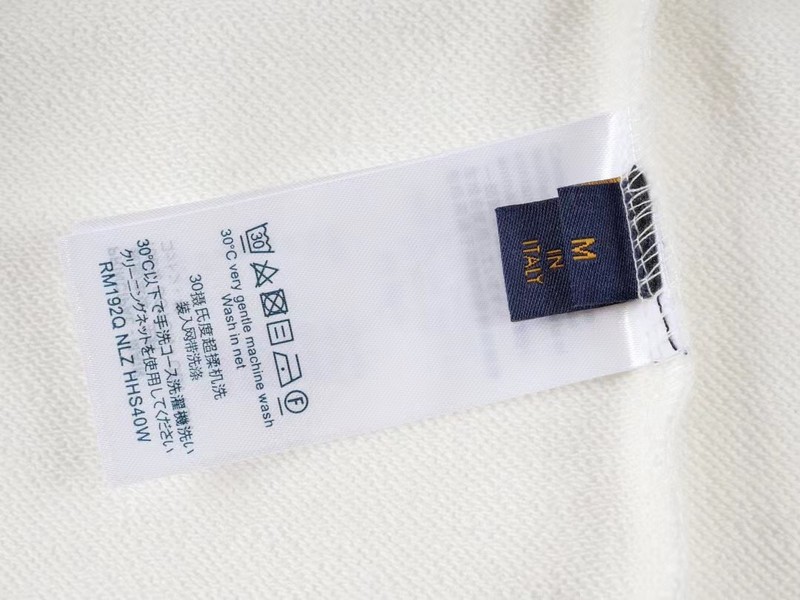 M
IN
ITALY
30
F
30°C very gentle machine wash
Wash in net
30摄氏度超揉机洗
装入网带洗涤
30℃以下で手洗コース洗濯機洗い
クリーニングネットを使用してください
RM192Q NLZ HHS40W